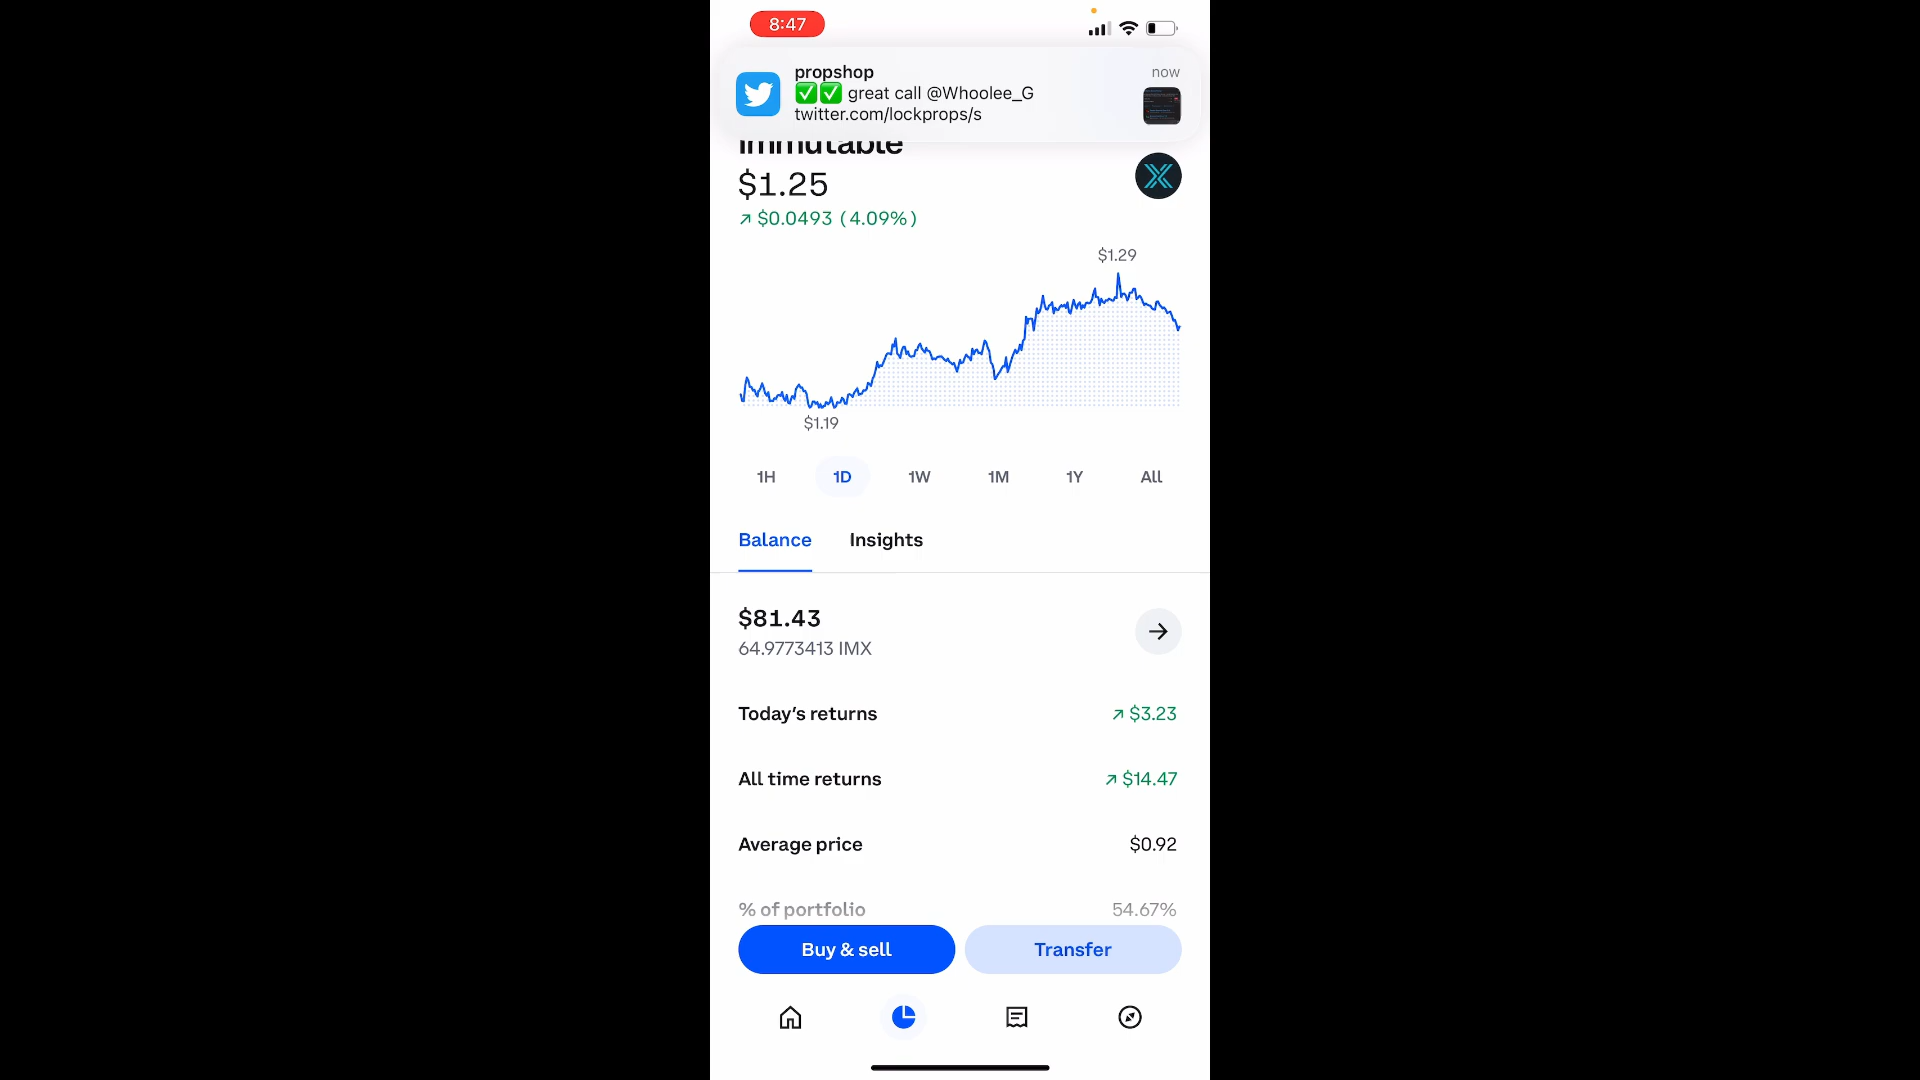 8:47
propshop
now
✅✅ great call @Whoolee_G
twitter.com/lockprops/s
Immutable
$1.25
↗ $0.0493 (4.09%)
$1.29
$1.19
1H 1D 1W 1M 1Y All
Balance Insights
$81.43
64.9773413 IMX
Today's returns ↗ $3.23
All time returns ↗ $14.47
Average price $0.92
% of portfolio 54.67%
Buy & sell Transfer